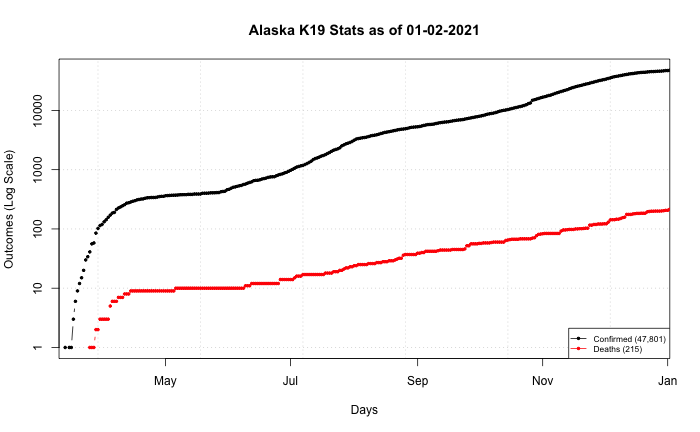 Alaska K19 Stats as of 01-02-2021
Outcomes (Log Scale)
10000
1000
100
10
1
Confirmed (47,801)
Deaths (215)
May
Jul
Sep
Nov
Jan
Days